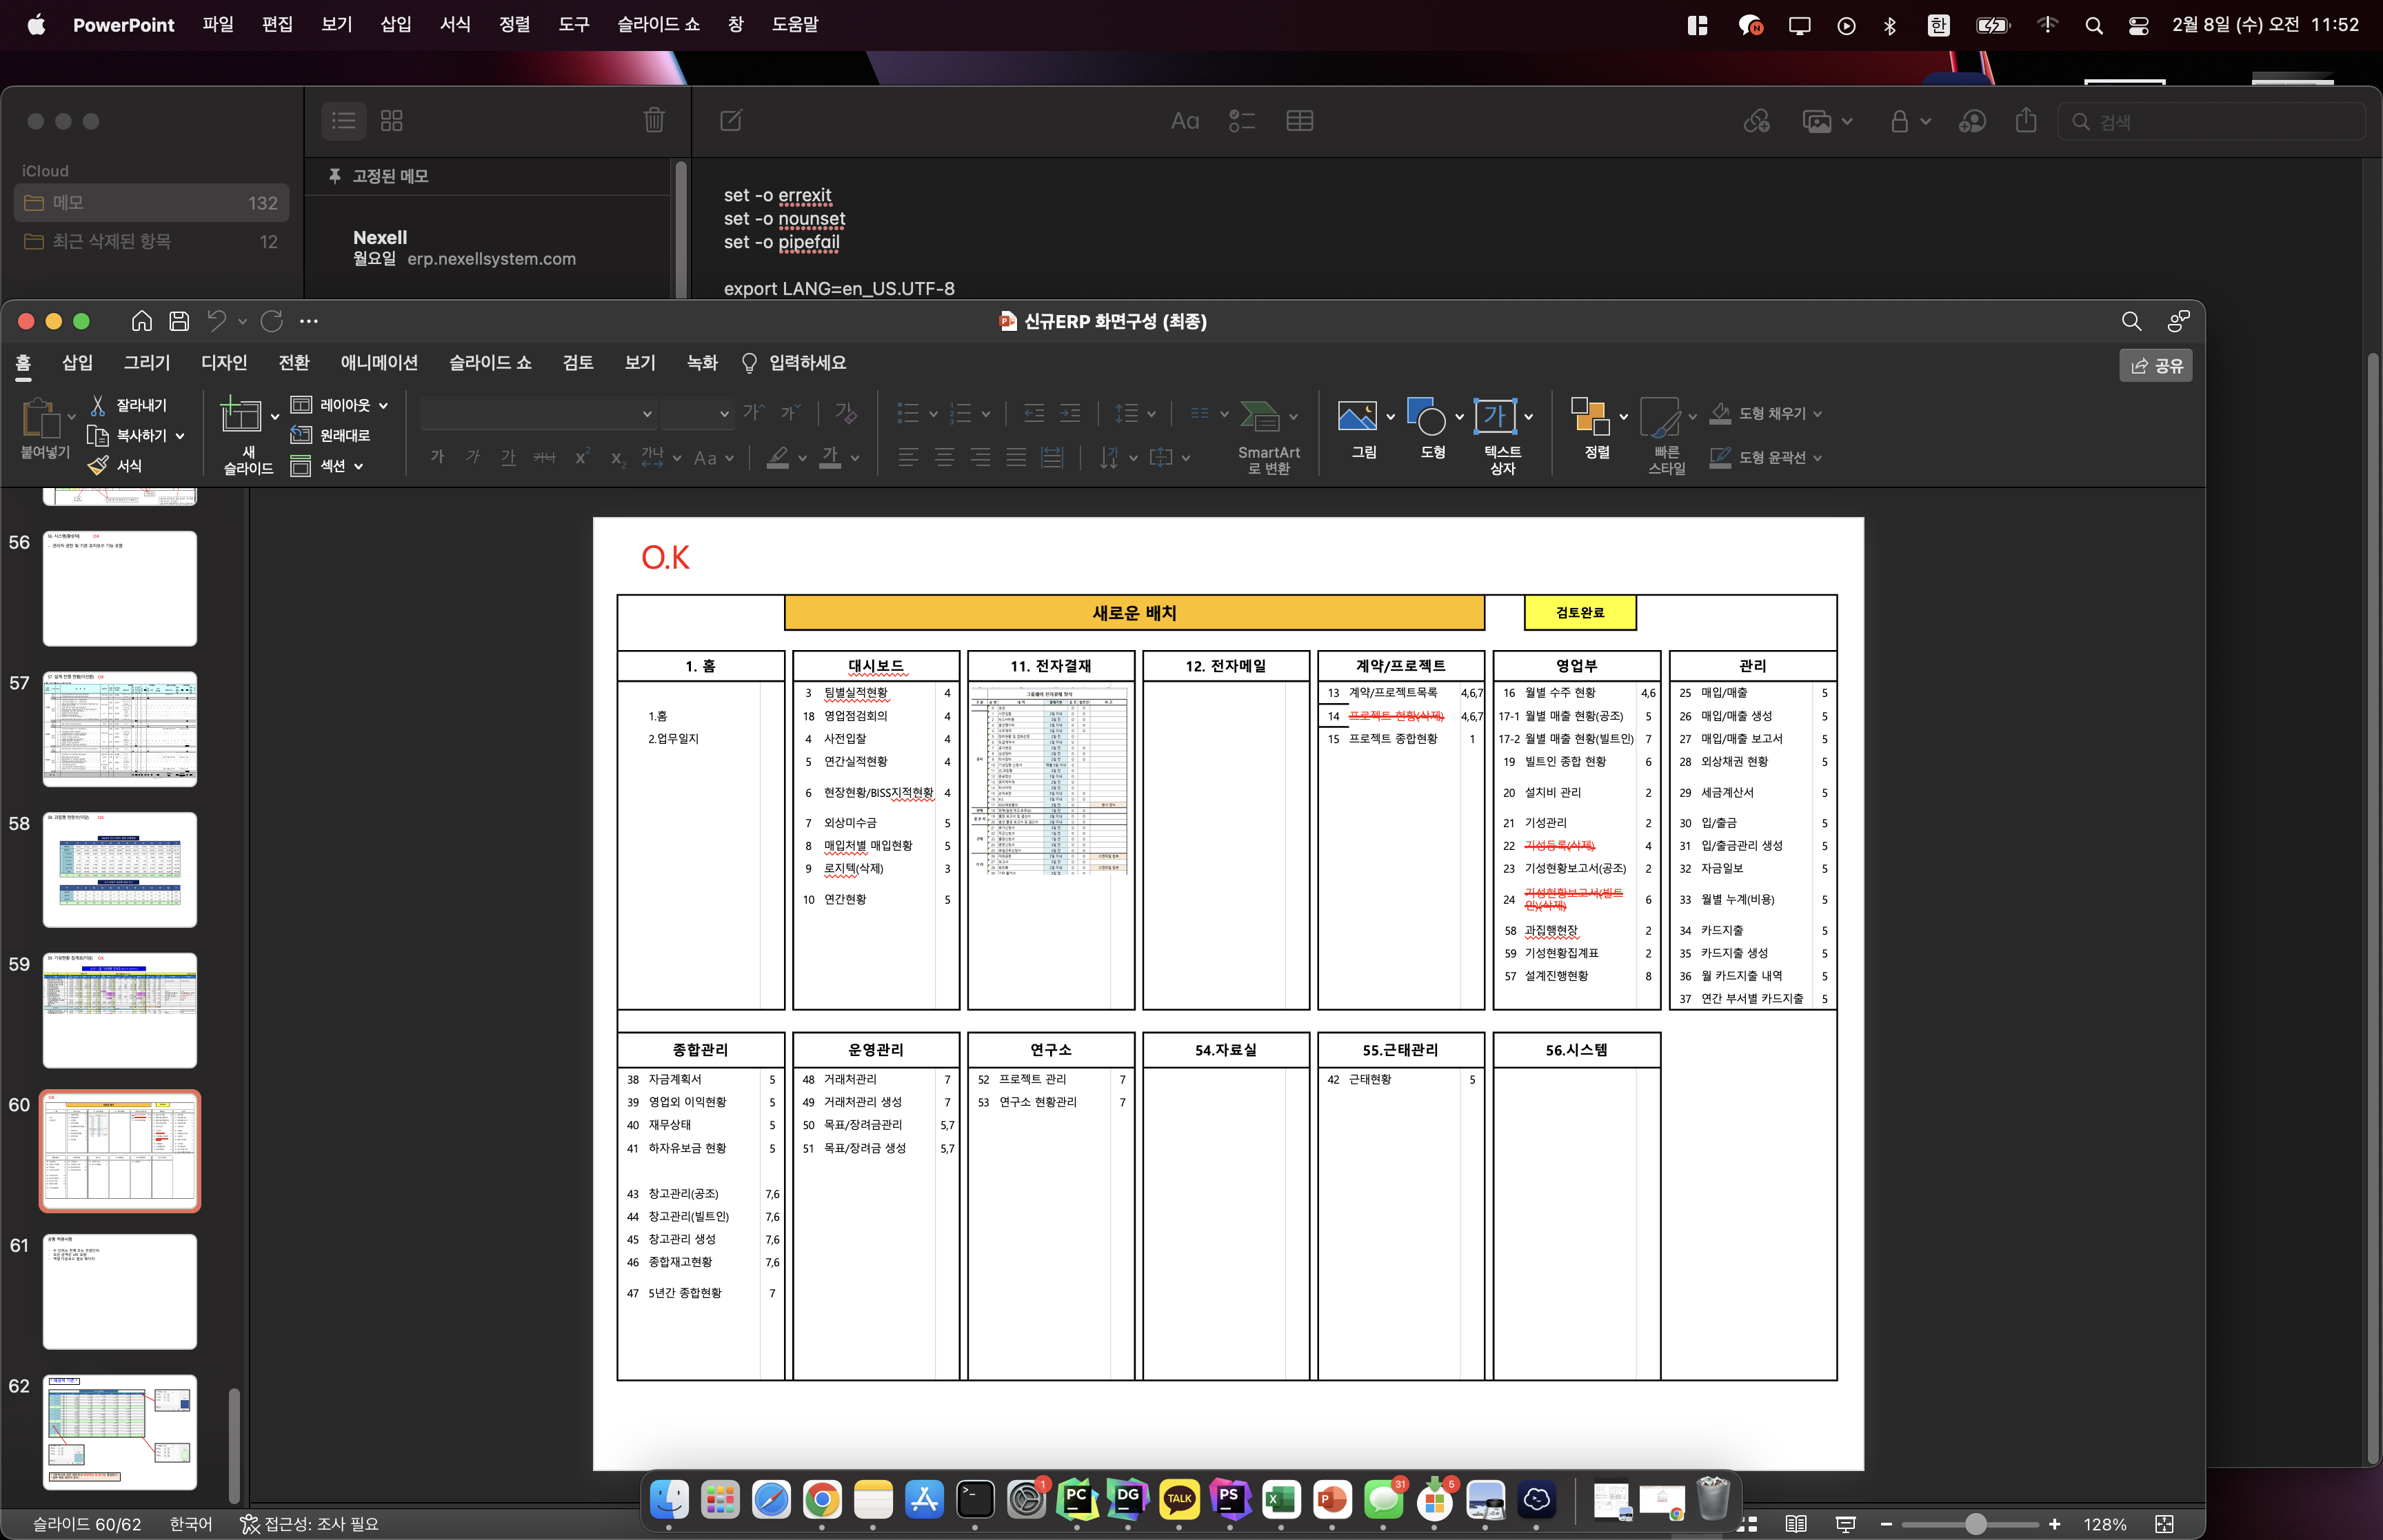 PowerPoint 파일 편집 보기 삽입 서식 정렬 도구 슬라이드 쇼 창 도움말
한 2월 8일 (수) 오전 11:52
검색
iCloud
메모 132
최근 삭제된 항목 12
고정된 메모
Nexell
월요일 erp.nexellsystem.com
set -o errexit
set -o nounset
set -o pipefail
export LANG=en_US.UTF-8
신규ERP 화면구성 (최종)
홈 삽입 그리기 디자인 전환 애니메이션 슬라이드 쇼 검토 보기 녹화 입력하세요
공유
붙여넣기
잘라내기
복사하기
서식
새
슬라이드
레이아웃
원래대로
섹션
SmartArt
로 변환
그림
도형
텍스트
상자
정렬
빠른
스타일
도형 채우기
도형 윤곽선
56
57
58
59
60
61
62
O.K
새로운 배치
검토완료
1. 홈
1.홈
2.업무일지
대시보드
3 팀별실적현황 4
18 영업점검회의 4
4 사전입찰 4
5 연간실적현황 4
6 현장현황/BISS지적현황 4
7 외상미수금 5
8 매입처별 매입현황 5
9 로지텍(삭제) 3
10 연간현황 5
11. 전자결재
12. 전자메일
계약/프로젝트
13 계약/프로젝트목록 4,6,7
14 프로젝트 현황(삭제) 4,6,7
15 프로젝트 종합현황 1
영업부
16 월별 수주 현황 4,6
17-1 월별 매출 현황(공조) 5
17-2 월별 매출 현황(빌트인) 7
19 빌트인 종합 현황 6
20 설치비 관리 2
21 기성관리 2
22 기성등록(삭제) 4
23 기성현황보고서(공조) 2
24 기성현황보고서(빌트
인)(삭제) 6
58 과집행현장 2
59 기성현황집계표 2
57 설계진행현황 8
관리
25 매입/매출 5
26 매입/매출 생성 5
27 매입/매출 보고서 5
28 외상채권 현황 5
29 세금계산서 5
30 입/출금 5
31 입/출금관리 생성 5
32 자금일보 5
33 월별 누계(비용) 5
34 카드지출 5
35 카드지출 생성 5
36 월 카드지출 내역 5
37 연간 부서별 카드지출 5
종합관리
38 자금계획서 5
39 영업외 이익현황 5
40 재무상태 5
41 하자유보금 현황 5
43 창고관리(공조) 7,6
44 창고관리(빌트인) 7,6
45 창고관리 생성 7,6
46 종합재고현황 7,6
47 5년간 종합현황 7
운영관리
48 거래처관리 7
49 거래처관리 생성 7
50 목표/장려금관리 5,7
51 목표/장려금 생성 5,7
연구소
52 프로젝트 관리 7
53 연구소 현황관리 7
54.자료실
55.근태관리
42 근태현황 5
56.시스템
1
PC
DG
TALK
PS
31
5
슬라이드 60/62 한국어 접근성: 조사 필요
128%